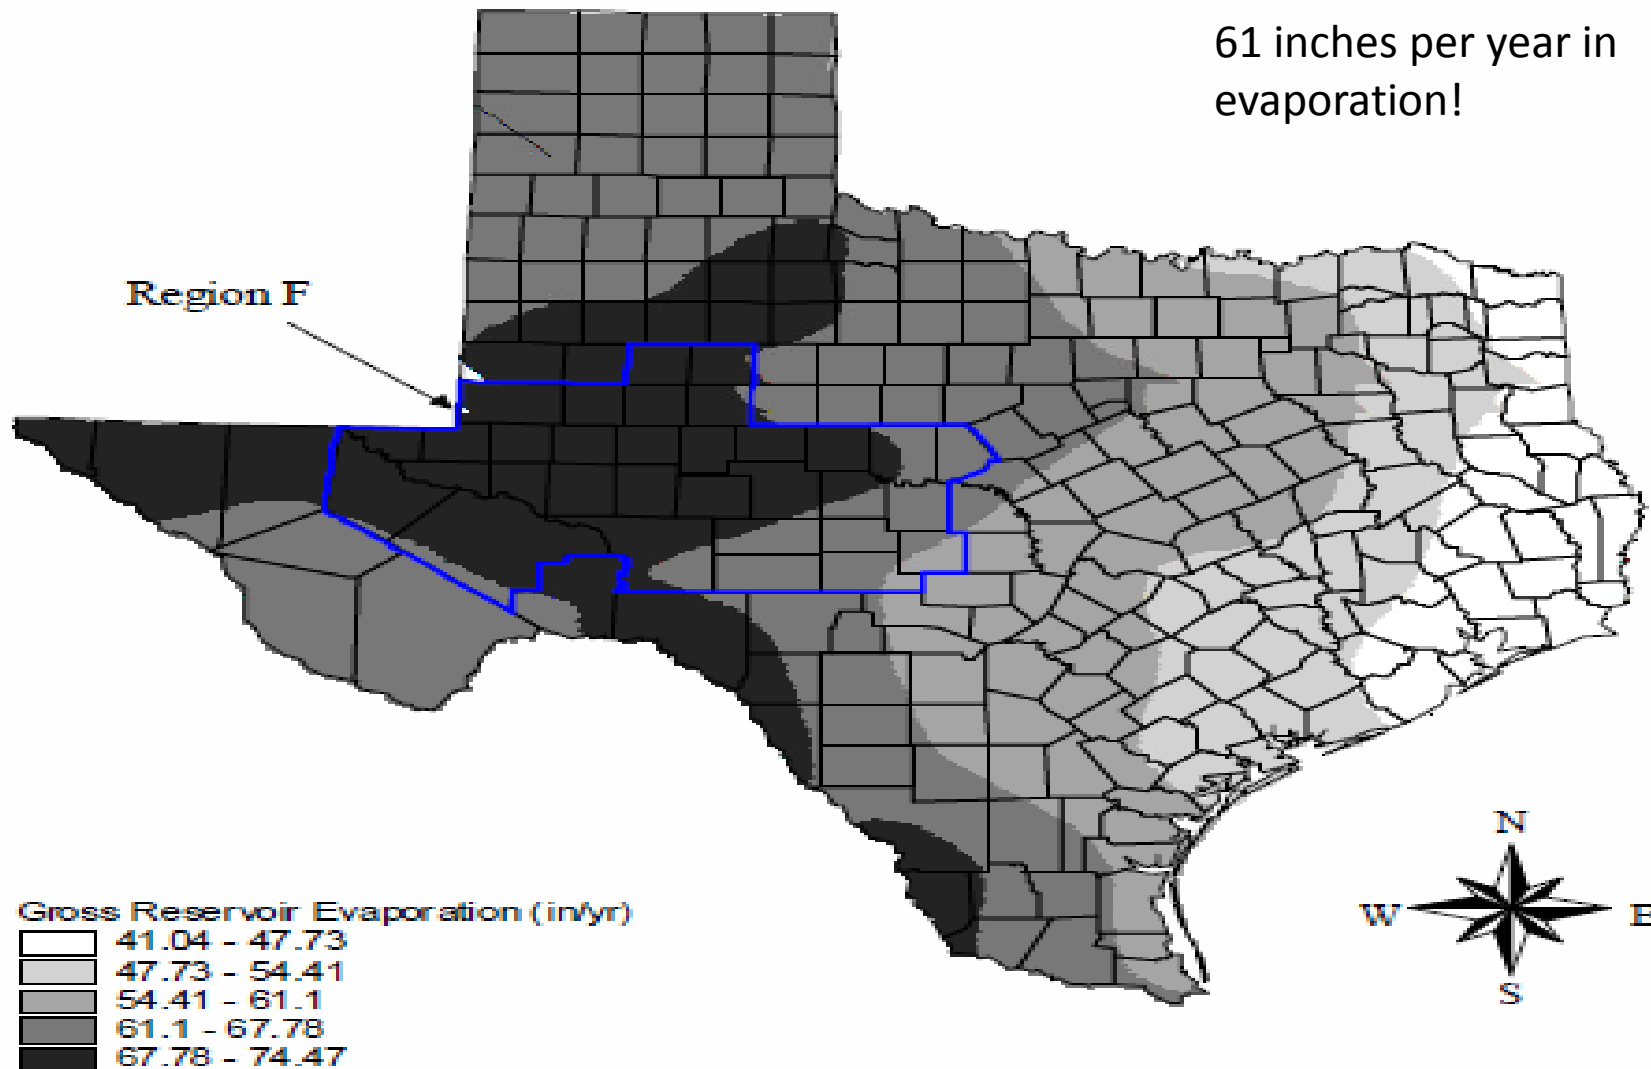 61 inches per year in
evaporation!
Region F
N
W
E
S
Gross Reservoir Evaporation (in/yr)
41.04 - 47.73
47.73 - 54.41
54.41 - 61.1
61.1 - 67.78
67.78 - 74.47